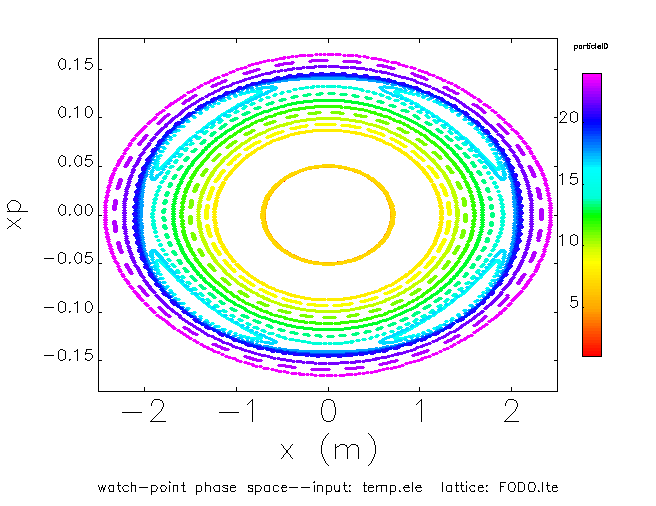 particleID
0.15
0.10
0.05
0.00
−0.05
−0.10
−0.15
xp
20
15
10
5
−2 −1 0 1 2
x (m)
watch−point phase space−−input: temp.ele lattice: FODO.lte